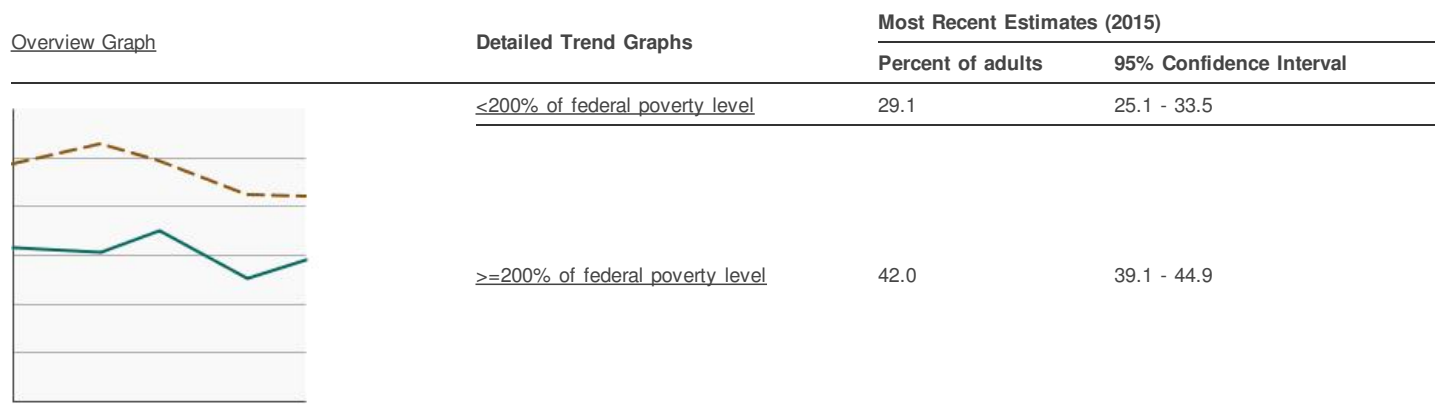 Most Recent Estimates (2015)
Overview Graph Detailed Trend Graphs
Percent of adults 95% Confidence Interval
<200% of federal poverty level 29.1 25.1 - 33.5
>=200% of federal poverty level 42.0 39.1 - 44.9